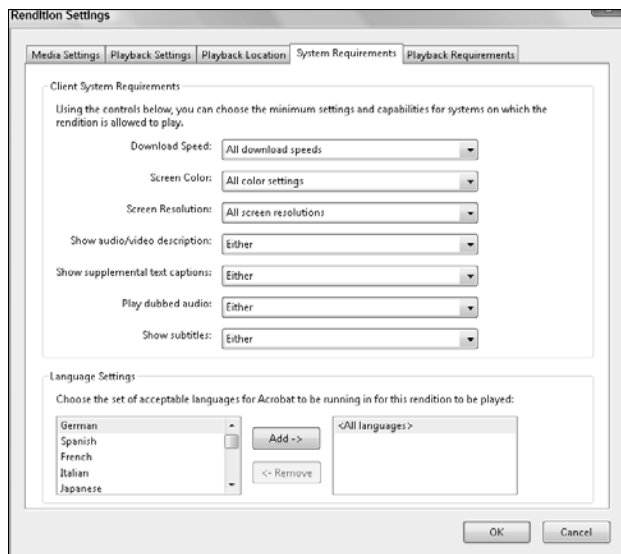 Rendition Settings
Media Settings Playback Settings Playback Location System Requirements Playback Requirements
Client System Requirements
Using the controls below, you can choose the minimum settings and capabilities for systems on which the
rendition is allowed to play.
Download Speed: All download speeds
Screen Color: All color settings
Screen Resolution: All screen resolutions
Show audio/video description: Either
Show supplemental text captions: Either
Play dubbed audio: Either
Show subtitles: Either
Language Settings
Choose the set of acceptable languages for Acrobat to be running in for this rendition to be played:
German
Spanish
French
Italian
Japanese
Add ->
<- Remove
<All languages>
OK Cancel